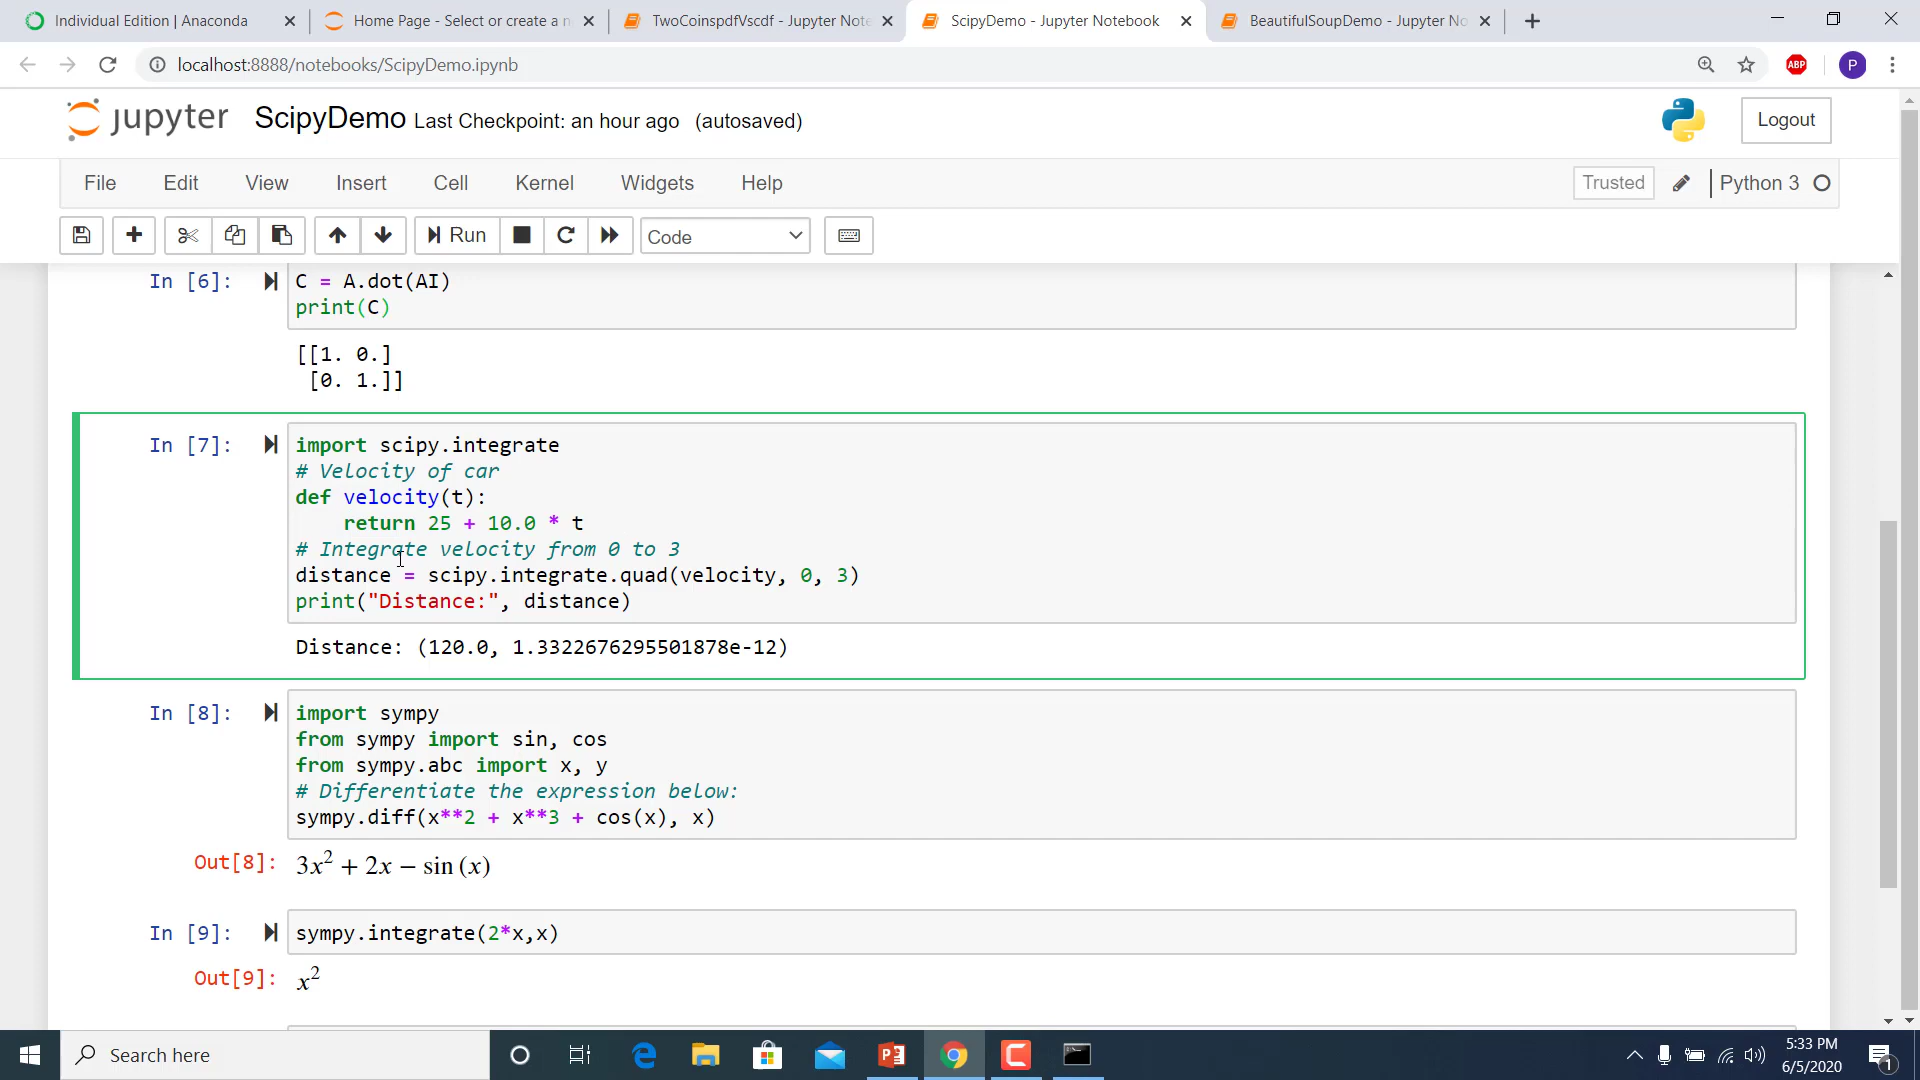 Individual Edition | Anaconda
Home Page - Select or create a n
TwoCoinspdfVscdf - Jupyter Note
ScipyDemo - Jupyter Notebook
BeautifulSoupDemo - Jupyter No
localhost:8888/notebooks/ScipyDemo.ipynb
ABP
P
jupyter ScipyDemo Last Checkpoint: an hour ago (autosaved)
Logout
File Edit View Insert Cell Kernel Widgets Help
Trusted Python 3
Run Code
In [6]: C = A.dot(AI)
print(C)
[[1. 0.]
[0. 1.]]
In [7]: import scipy.integrate
# Velocity of car
def velocity(t):
return 25 + 10.0 * t
# Integrate velocity from 0 to 3
distance = scipy.integrate.quad(velocity, 0, 3)
print("Distance:", distance)
Distance: (120.0, 1.3322676295501878e-12)
In [8]: import sympy
from sympy import sin, cos
from sympy.abc import x, y
# Differentiate the expression below:
sympy.diff(x**2 + x**3 + cos(x), x)
Out[8]: 3x² + 2x − sin (x)
In [9]: sympy.integrate(2*x,x)
Out[9]: x²
Search here
5:33 PM
6/5/2020
1